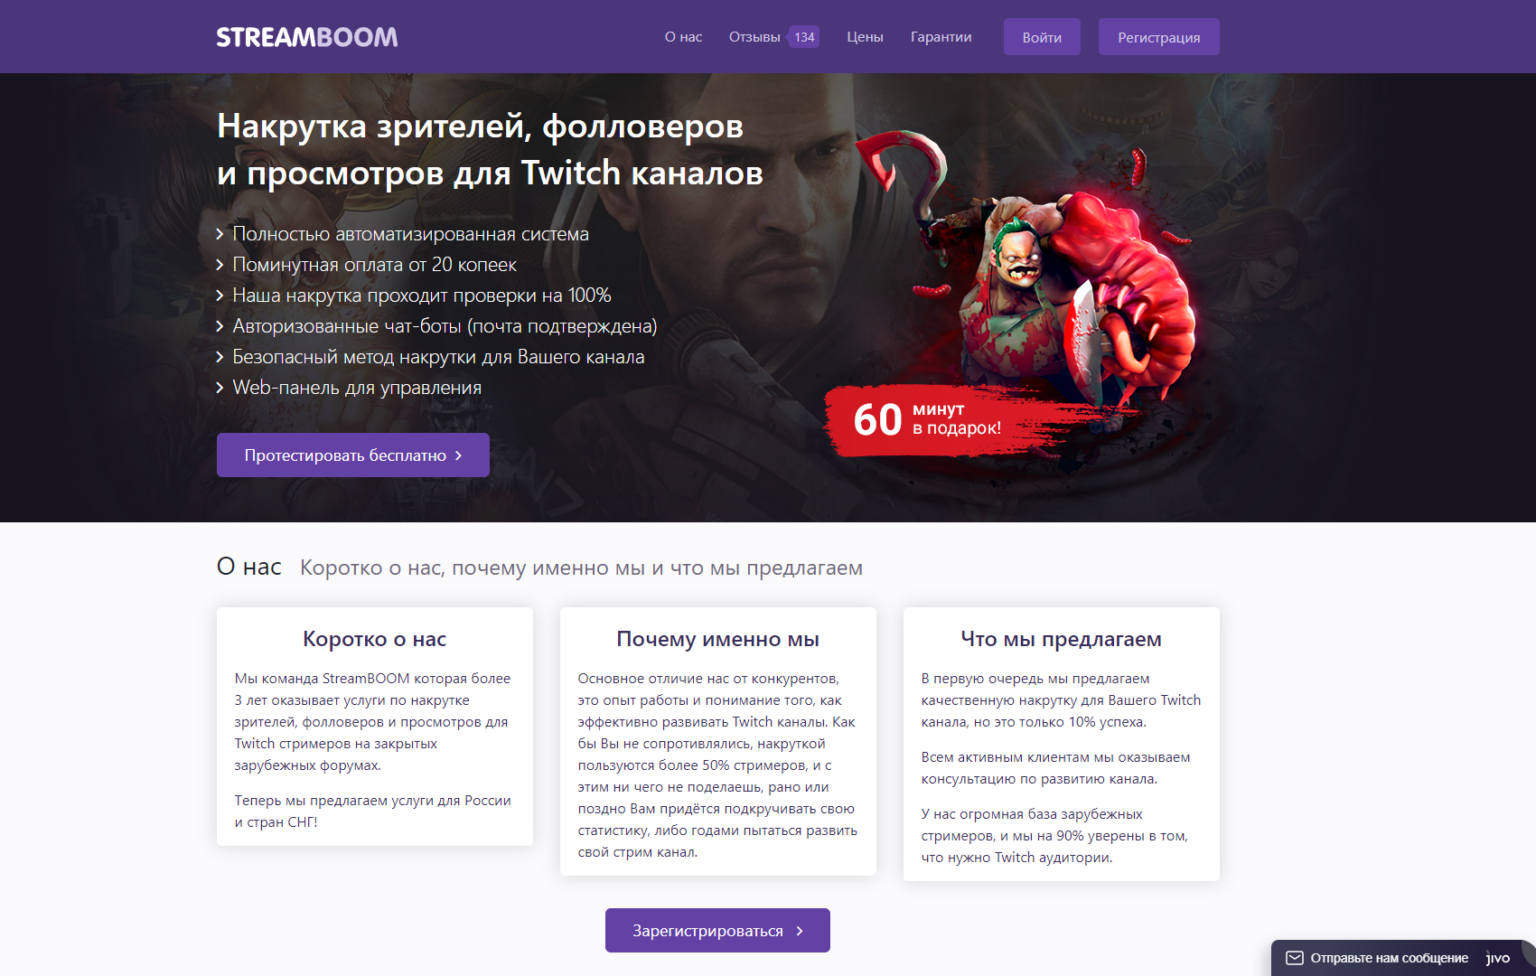 STREAMBOOM
О нас
Отзывы 134
Цены
Гарантии
Войти
Регистрация
Накрутка зрителей, фолловеров
и просмотров для Twitch каналов
Полностью автоматизированная система
Поминутная оплата от 20 копеек
Наша накрутка проходит проверки на 100%
Авторизованные чат-боты (почта подтверждена)
Безопасный метод накрутки для Вашего канала
Web-панель для управления
60 минут
в подарок!
Протестировать бесплатно
О нас Коротко о нас, почему именно мы и что мы предлагаем
Коротко о нас
Мы команда StreamBOOM которая более
3 лет оказывает услуги по накрутке
зрителей, фолловеров и просмотров для
Twitch стримеров на закрытых
зарубежных форумах.
Теперь мы предлагаем услуги для России
и стран СНГ!
Почему именно мы
Основное отличие нас от конкурентов,
это опыт работы и понимание того, как
эффективно развивать Twitch каналы. Как
бы Вы не сопротивлялись, накруткой
пользуются более 50% стримеров, и с
этим ни чего не поделаешь, рано или
поздно Вам придётся подкручивать свою
статистику, либо годами пытаться развить
свой стрим канал.
Что мы предлагаем
В первую очередь мы предлагаем
качественную накрутку для Вашего Twitch
канала, но это только 10% успеха.
Всем активным клиентам мы оказываем
консультацию по развитию канала.
У нас огромная база зарубежных
стримеров, и мы на 90% уверены в том,
что нужно Twitch аудитории.
Зарегистрироваться
Отправьте нам сообщение jivo